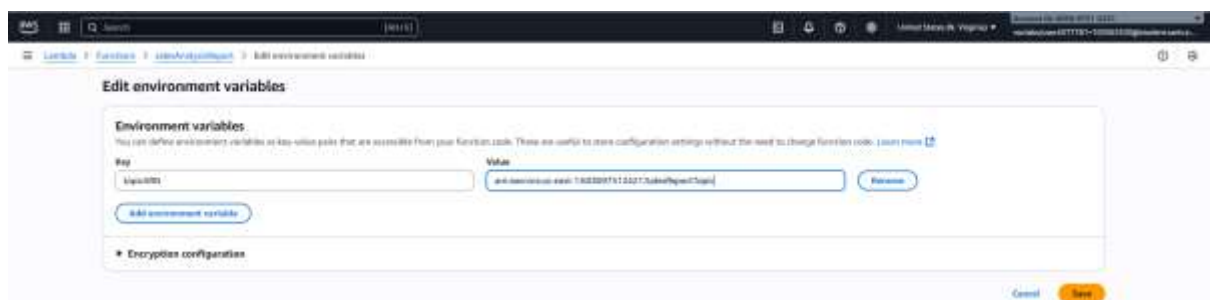 aws Search [Alt+S] United States (N. Virginia)
Lambda > Functions > salesAnalysisReport > Edit environment variables
Edit environment variables
Environment variables
You can define environment variables as key-value pairs that are accessible from your function code. These are useful to store configuration settings without the need to change function code. Learn more
Key Value
topicARN Remove
Add environment variable
Encryption configuration
Cancel Save